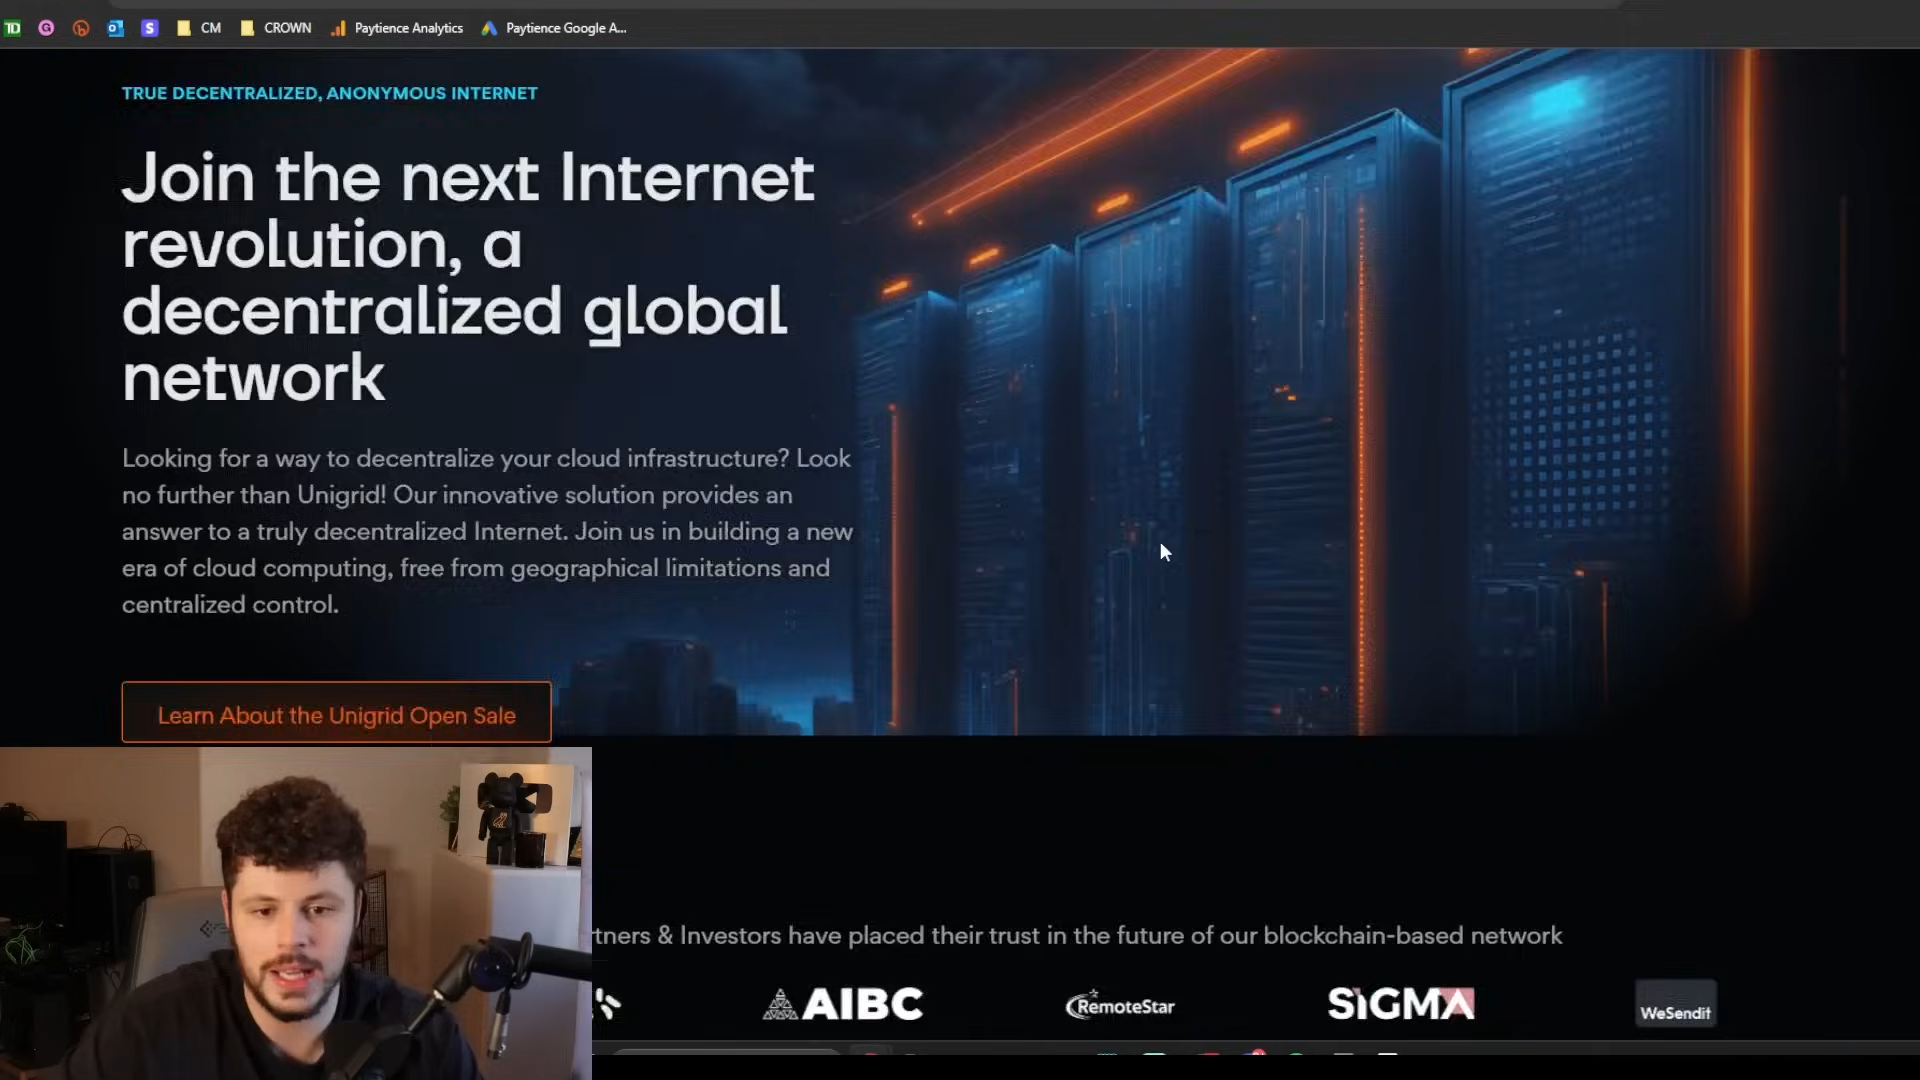 CM CROWN Paytience Analytics Paytience Google A...
TRUE DECENTRALIZED, ANONYMOUS INTERNET
Join the next Internet
revolution, a
decentralized global
network
Looking for a way to decentralize your cloud infrastructure? Look
no further than Unigrid! Our innovative solution provides an
answer to a truly decentralized Internet. Join us in building a new
era of cloud computing, free from geographical limitations and
centralized control.
Learn About the Unigrid Open Sale
tners & Investors have placed their trust in the future of our blockchain-based network
AIBC RemoteStar SiGMA WeSendit